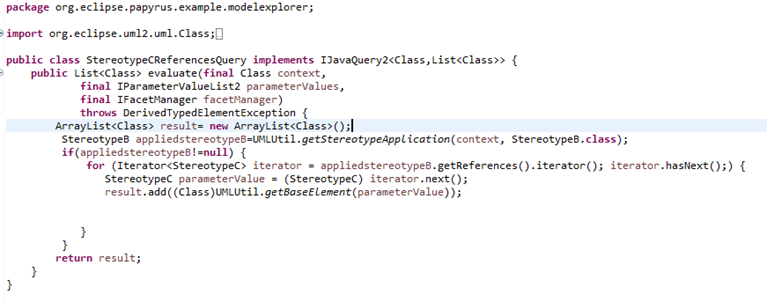 package org.eclipse.papyrus.example.modelexplorer;
import org.eclipse.uml2.uml.Class;
public class StereotypeCReferencesQuery implements IJavaQuery2<Class,List<Class>> {
public List<Class> evaluate(final Class context,
final IParameterValueList2 parameterValues,
final IFacetManager facetManager)
throws DerivedTypedElementException {
ArrayList<Class> result= new ArrayList<Class>();
StereotypeB appliedstereotypeB=UMLUtil.getStereotypeApplication(context, StereotypeB.class);
if(appliedstereotypeB!=null) {
for (Iterator<StereotypeC> iterator = appliedstereotypeB.getReferences().iterator(); iterator.hasNext();) {
StereotypeC parameterValue = (StereotypeC) iterator.next();
result.add((Class)UMLUtil.getBaseElement(parameterValue));
}
}
return result;
}
}